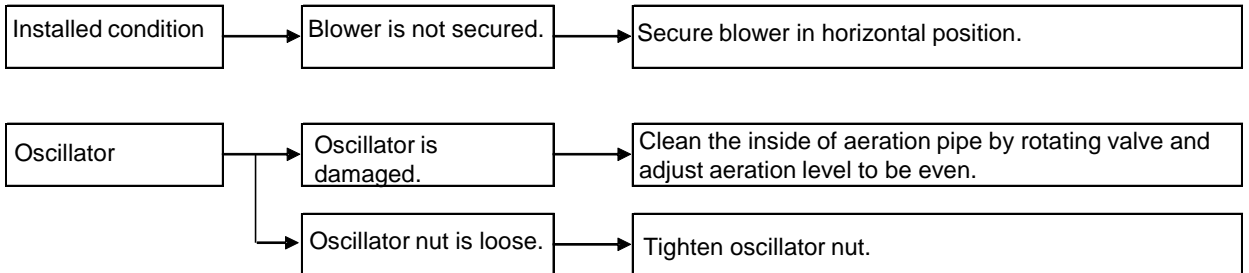 Installed condition
Blower is not secured.
Secure blower in horizontal position.
Oscillator
Oscillator is
damaged.
Clean the inside of aeration pipe by rotating valve and
adjust aeration level to be even.
Oscillator nut is loose.
Tighten oscillator nut.